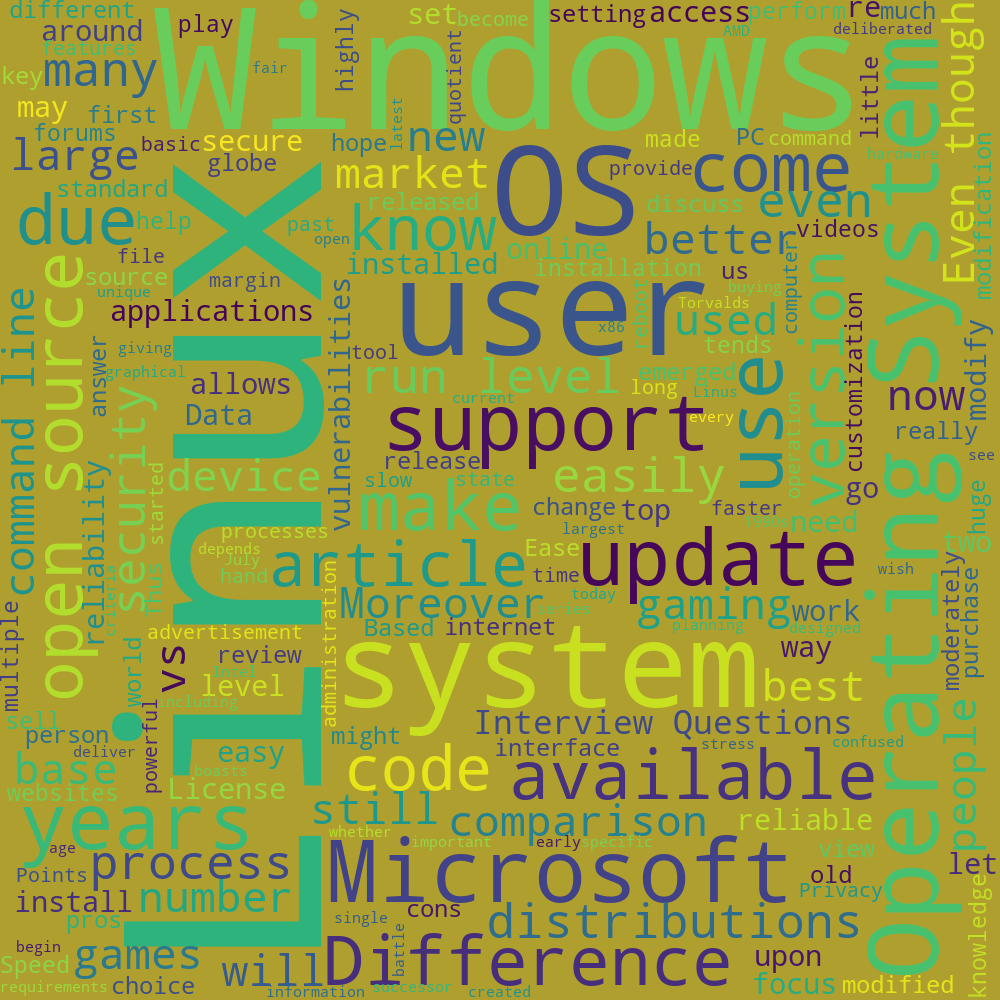 different
set
become
setting
access
perform
re
much
around
play
Windows
AMD
deliberated
features
many
fair
highly
quotient
key
may
first
latest
little
forums
basic
secure
hope
new
OS
made
PC
command
large
globe
market
provide
come
hardware
standard
released
discuss
even
Even though
due
help
past
know
better
videos
open
online
file
margin
installed
installation
us
source
unique
applications
buying
computer
modification
Torvalds
user
x86
reboot
used
giving
tool
emerged
tends
graphical
answer
allows
run level
long
Linus
current
now
modify
Data
every
customization
command line
open source
Linux
vulnerabilities
support
use
version
operating system
really
release
see
security
device
slow
state
easily
operation
go
reliability
started
make
change
top
faster
huge
largest
1990s
need
processes
depends
Ease
two
July
hand
article
time
update
wish
criteria
Thus
today
Moreover
option
gaming
work
moderately
purchase
advertisement
Based
internet
planning
designed
multiple
world
vs
review
administration
system
way
Intel
level
best
including
sell
person
powerful
might
Interview Questions
deliver
easy
interface
stress
confused
people
base
boasts
code
available
websites
License
years
still
comparison
reliable
whether
important
early
specific
view
age
process
Microsoft
old
let
Points
Privacy
install
number
cons
knowledge
pros
single
distributions
begin
games
battle
Difference
upon
Speed
will
requirements
choice
information
successor
created
focus
modified